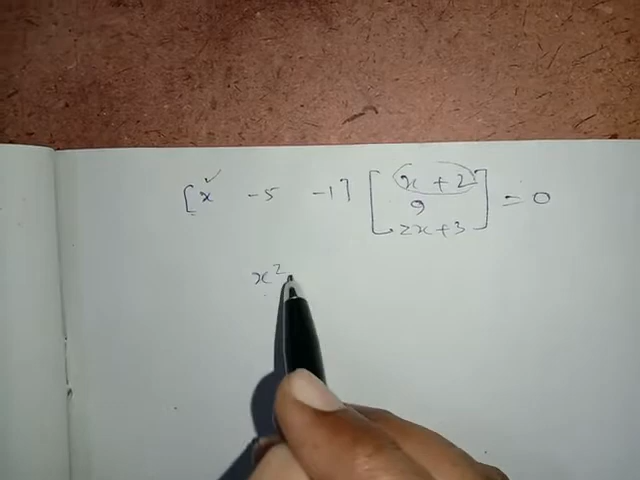 [x✓ -5 -1] [x + 2
9
2x+3] = 0
x²